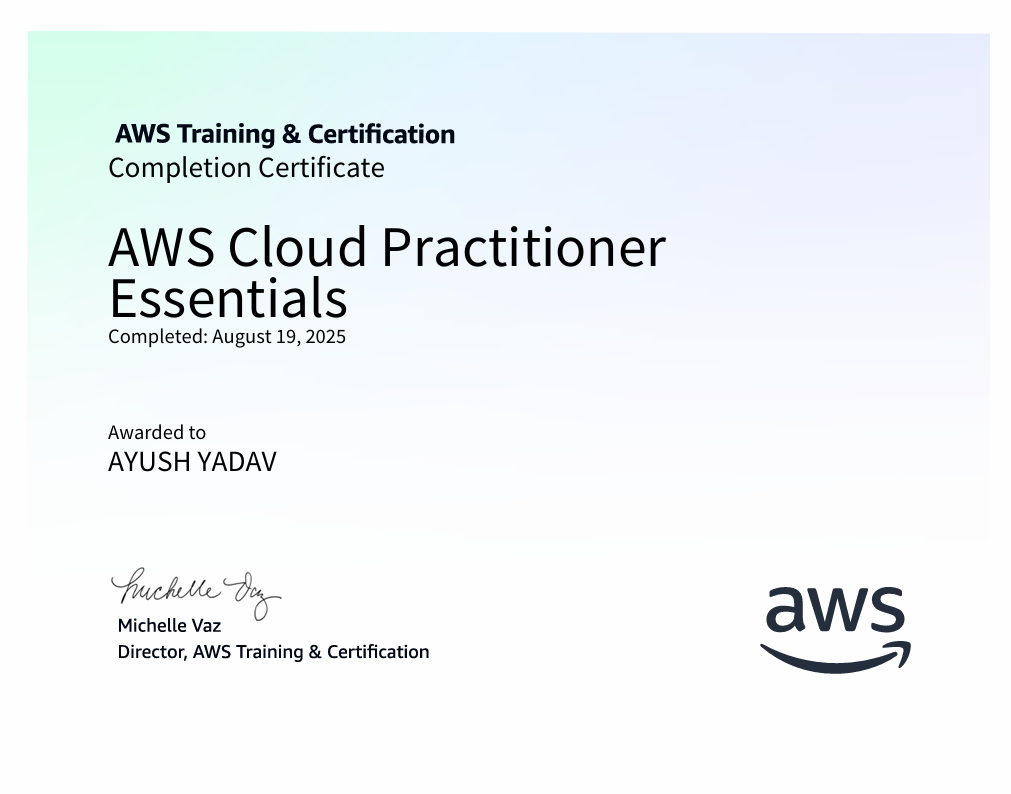 AWS Training & Certification
Completion Certificate
AWS Cloud Practitioner
Essentials
Completed: August 19, 2025
Awarded to
AYUSH YADAV
Michelle Vaz
Michelle Vaz
Director, AWS Training & Certification
aws